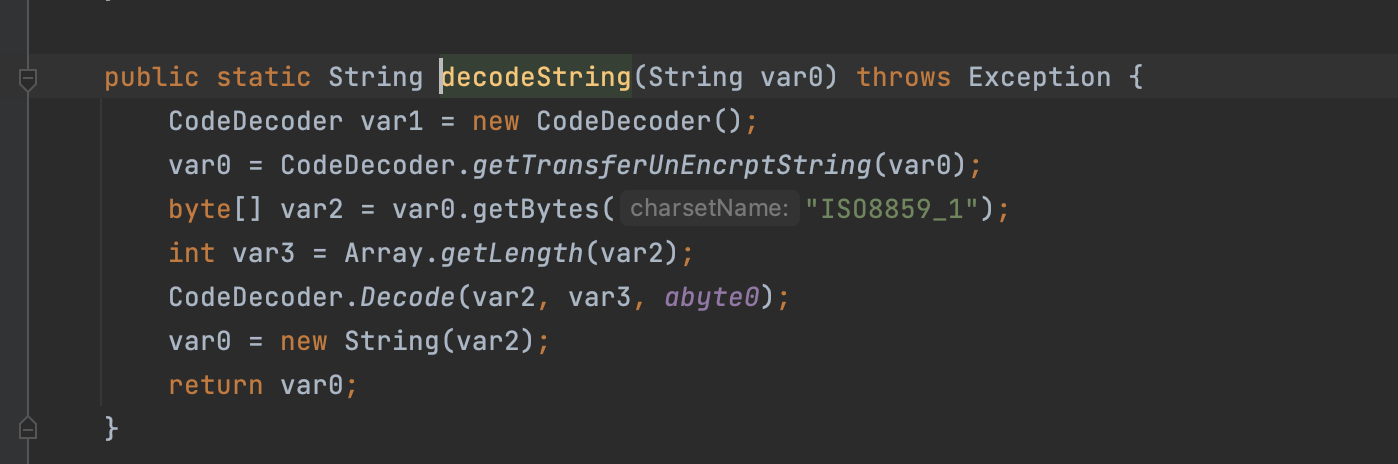 public static String decodeString(String var0) throws Exception {
CodeDecoder var1 = new CodeDecoder();
var0 = CodeDecoder.getTransferUnEncrptString(var0);
byte[] var2 = var0.getBytes( charsetName: "ISO8859_1");
int var3 = Array.getLength(var2);
CodeDecoder.Decode(var2, var3, abyte0);
var0 = new String(var2);
return var0;
}